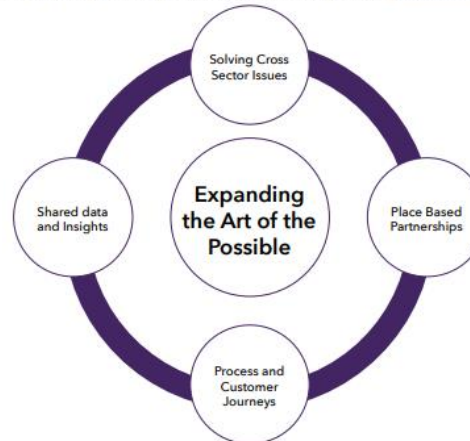 Solving Cross
Sector Issues
Expanding
the Art of the
Possible
Shared data
and Insights
Place Based
Partnerships
Process and
Customer
Journeys